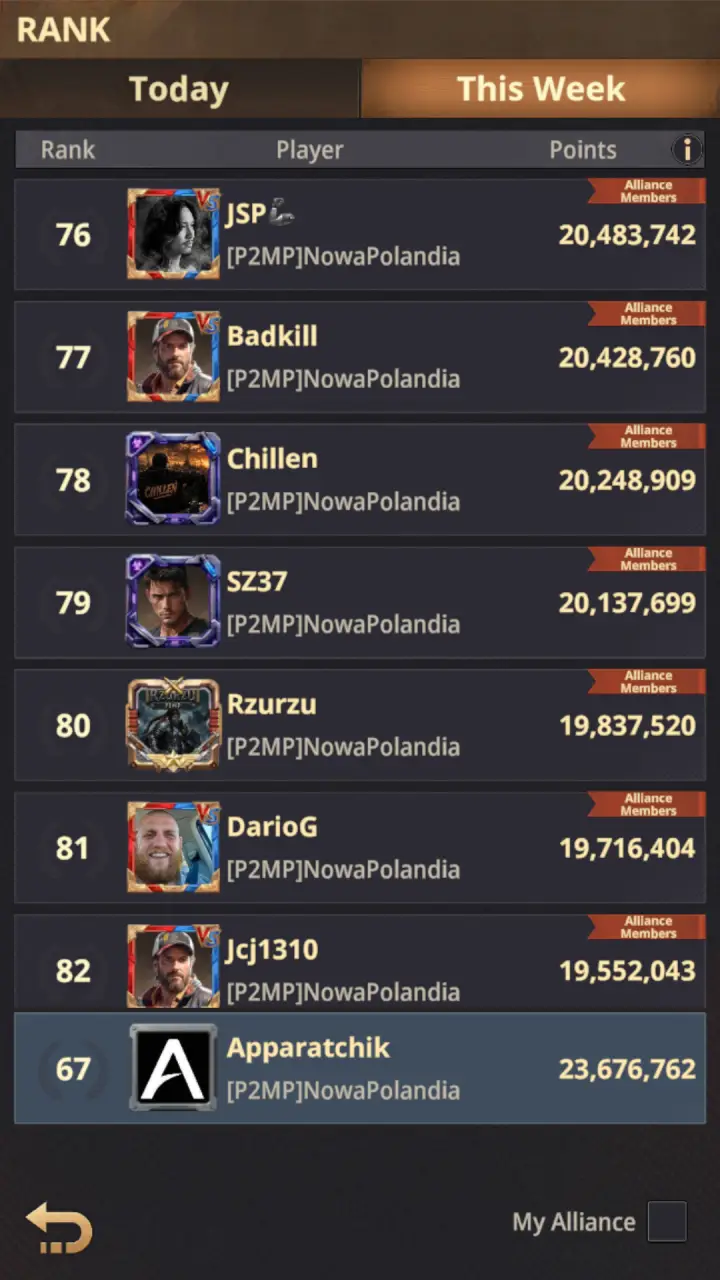 RANK
Today
This Week
Rank
Player
Points
i
Alliance
Members
76
JSP💪
20,483,742
[P2MP]NowaPolandia
Alliance
Members
77
Badkill
20,428,760
[P2MP]NowaPolandia
Alliance
Members
78
CHILLEN
Chillen
20,248,909
[P2MP]NowaPolandia
Alliance
Members
79
SZ37
20,137,699
[P2MP]NowaPolandia
Alliance
Members
80
RZURZU
Rzurzu
19,837,520
[P2MP]NowaPolandia
Alliance
Members
81
DarioG
19,716,404
[P2MP]NowaPolandia
Alliance
Members
82
Jcj1310
19,552,043
[P2MP]NowaPolandia
67
A
Apparatchik
23,676,762
[P2MP]NowaPolandia
My Alliance